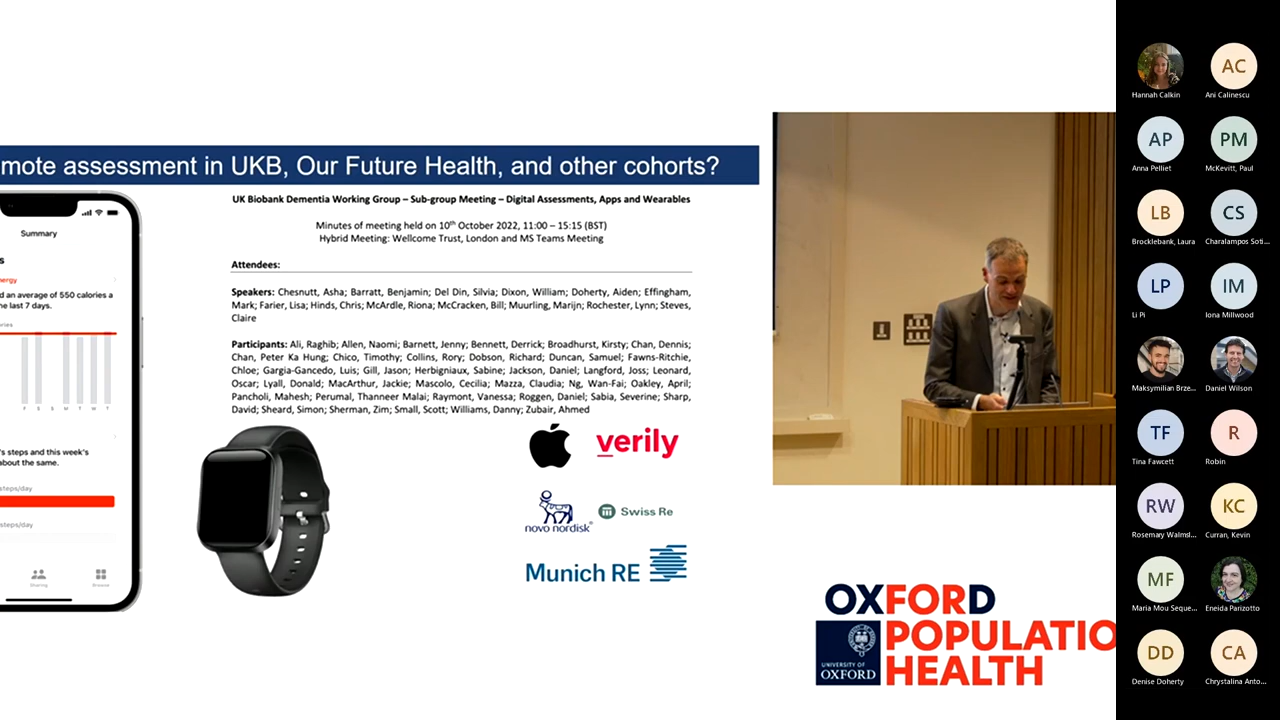 mote assessment in UKB, Our Future Health, and other cohorts?
Summary
s
nergy
d an average of 550 calories a
he last 7 days.
ries
F S S M T W T
's steps and this week's
about the same.
steps/day
steps/day)
Sharing
Browse
UK Biobank Dementia Working Group – Sub-group Meeting – Digital Assessments, Apps and Wearables
Minutes of meeting held on 10th October 2022, 11:00 – 15:15 (BST)
Hybrid Meeting: Wellcome Trust, London and MS Teams Meeting
Attendees:
Speakers: Chesnutt, Asha; Barratt, Benjamin; Del Din, Silvia; Dixon, William; Doherty, Aiden; Effingham,
Mark; Farier, Lisa; Hinds, Chris; McArdle, Riona; McCracken, Bill; Muurling, Marijn; Rochester, Lynn; Steves,
Claire
Participants: Ali, Raghib; Allen, Naomi; Barnett, Jenny; Bennett, Derrick; Broadhurst, Kirsty; Chan, Dennis;
Chan, Peter Ka Hung; Chico, Timothy; Collins, Rory; Dobson, Richard; Duncan, Samuel; Fawns-Ritchie,
Chloe; Gargia-Gancedo, Luis; Gill, Jason; Herbigniaux, Sabine; Jackson, Daniel; Langford, Joss; Leonard,
Oscar; Lyall, Donald; MacArthur, Jackie; Mascolo, Cecilia; Mazza, Claudia; Ng, Wan-Fai; Oakley, April;
Pancholi, Mahesh; Perumal, Thanneer Malai; Raymont, Vanessa; Roggen, Daniel; Sabia, Severine; Sharp,
David; Sheard, Simon; Sherman, Zim; Small, Scott; Williams, Danny; Zubair, Ahmed
verily
novo nordisk
Swiss Re
Munich RE
OXFORD
POPULATIO
HEALTH
UNIVERSITY OF
OXFORD
Hannah Calkin
AC
Ani Calinescu
AP
Anna Pelliet
PM
McKevitt, Paul
LB
Brocklebank, Laura
CS
Charalampos Soti...
LP
Li Pi
IM
Iona Millwood
Maksymilian Brze...
Daniel Wilson
TF
Tina Fawcett
R
Robin
RW
Rosemary Walmsl...
KC
Curran, Kevin
MF
Maria Mou Seque...
Eneida Parizotto
DD
Denise Doherty
CA
Chrystalina Anto...